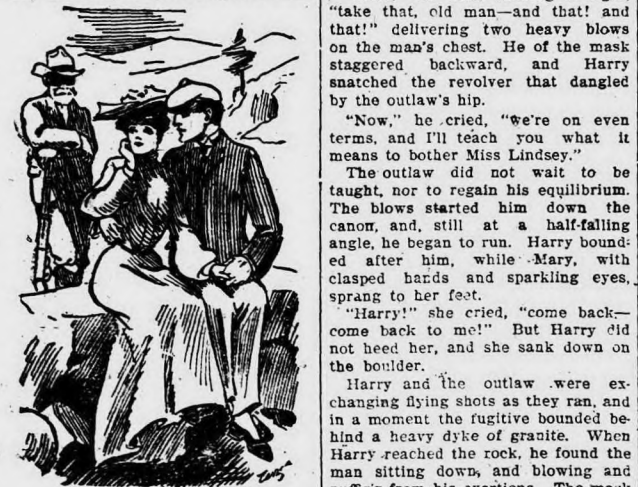 "take that, old man—and that! and
that!" delivering two heavy blows
on the man's chest. He of the mask
staggered backward, and Harry
snatched the revolver that dangled
by the outlaw's hip.
"Now," he cried, "we're on even
terms, and I'll teach you what it
means to bother Miss Lindsey."
The outlaw did not wait to be
taught, nor to regain his equilibrium.
The blows started him down the
canon, and, still at a half-falling
angle, he began to run. Harry bound-
ed after him, while Mary, with
clasped hands and sparkling eyes,
sprang to her feet.
"Harry!" she cried, "come back—
come back to me!" But Harry did
not heed her, and she sank down on
the boulder.
Harry and the outlaw were ex-
changing flying shots as they ran, and
in a moment the fugitive bounded be-
hind a heavy dyke of granite. When
Harry reached the rock, he found the
man sitting down, and blowing and
from his exertions. The mask